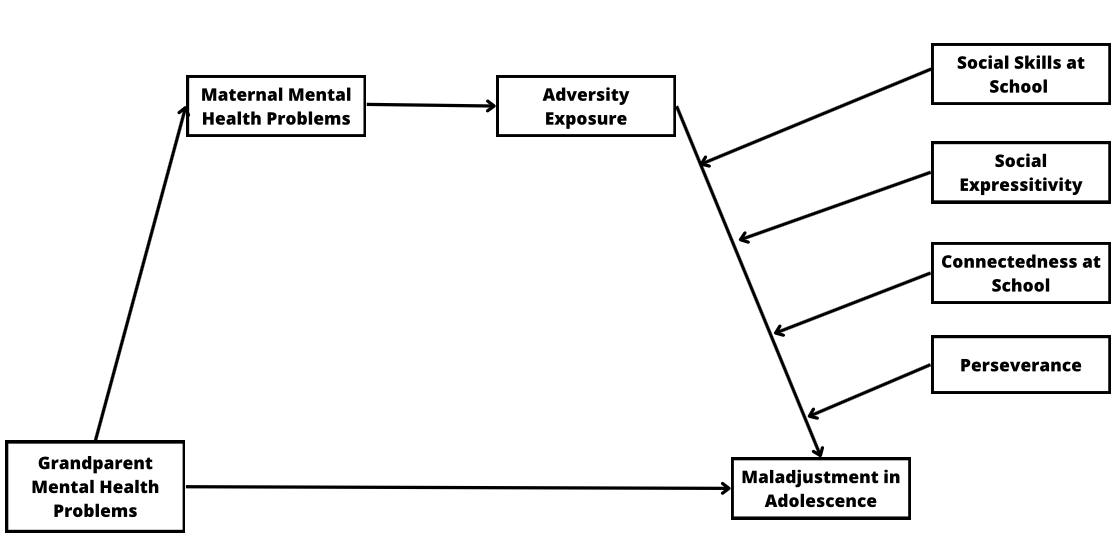 Social Skills at
School
Maternal Mental
Health Problems
Adversity
Exposure
Social
Expressitivity
Connectedness at
School
Perseverance
Grandparent
Mental Health
Problems
Maladjustment in
Adolescence